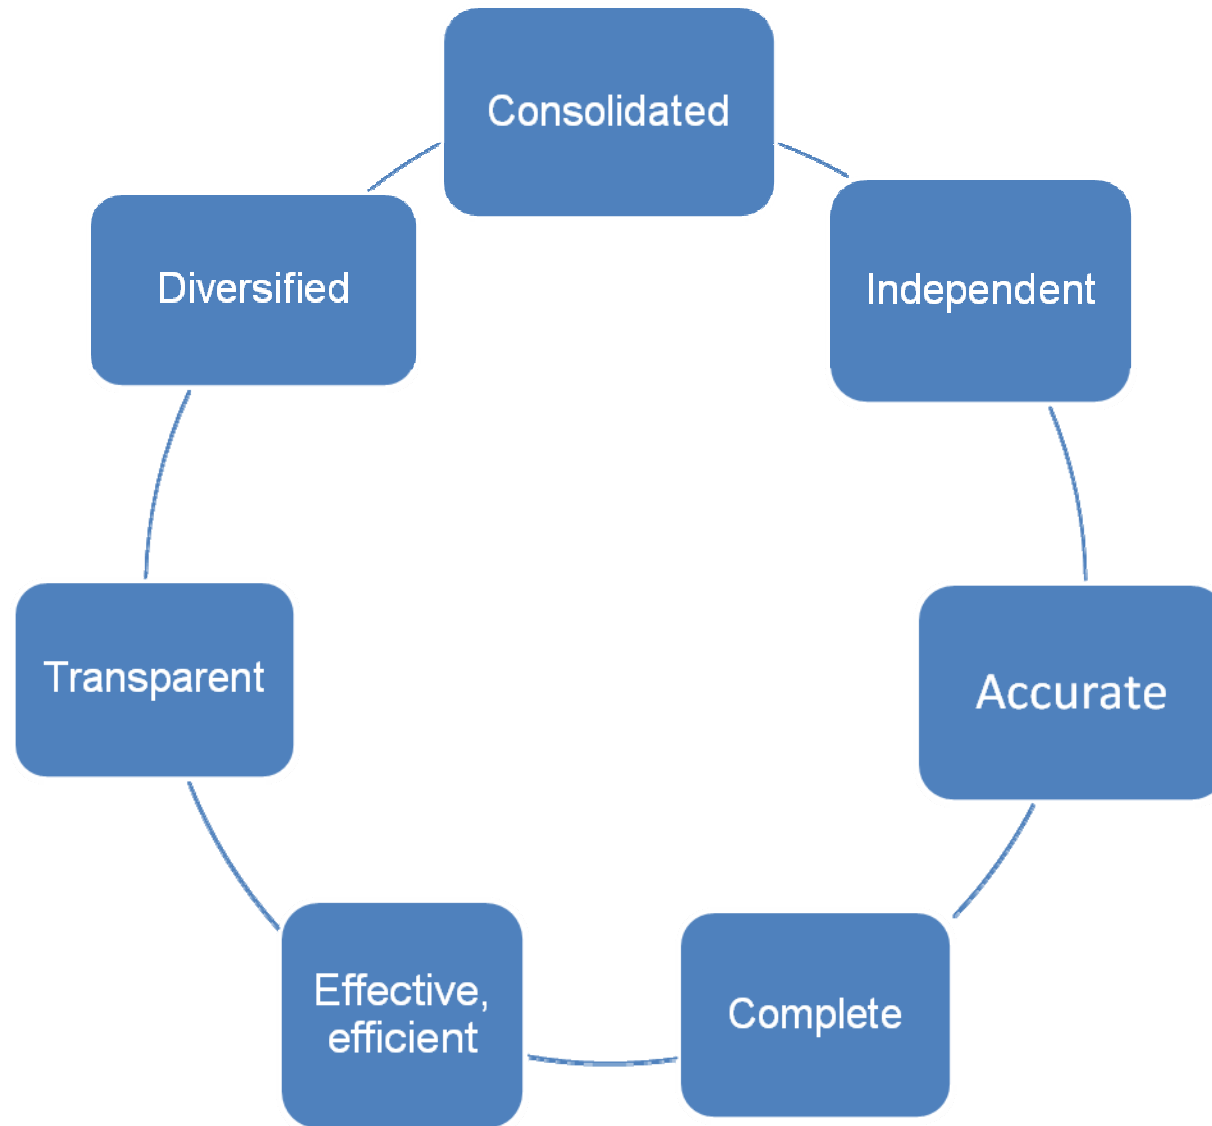 Consolidated
Independent
Accurate
Complete
Effective,
efficient
Transparent
Diversified